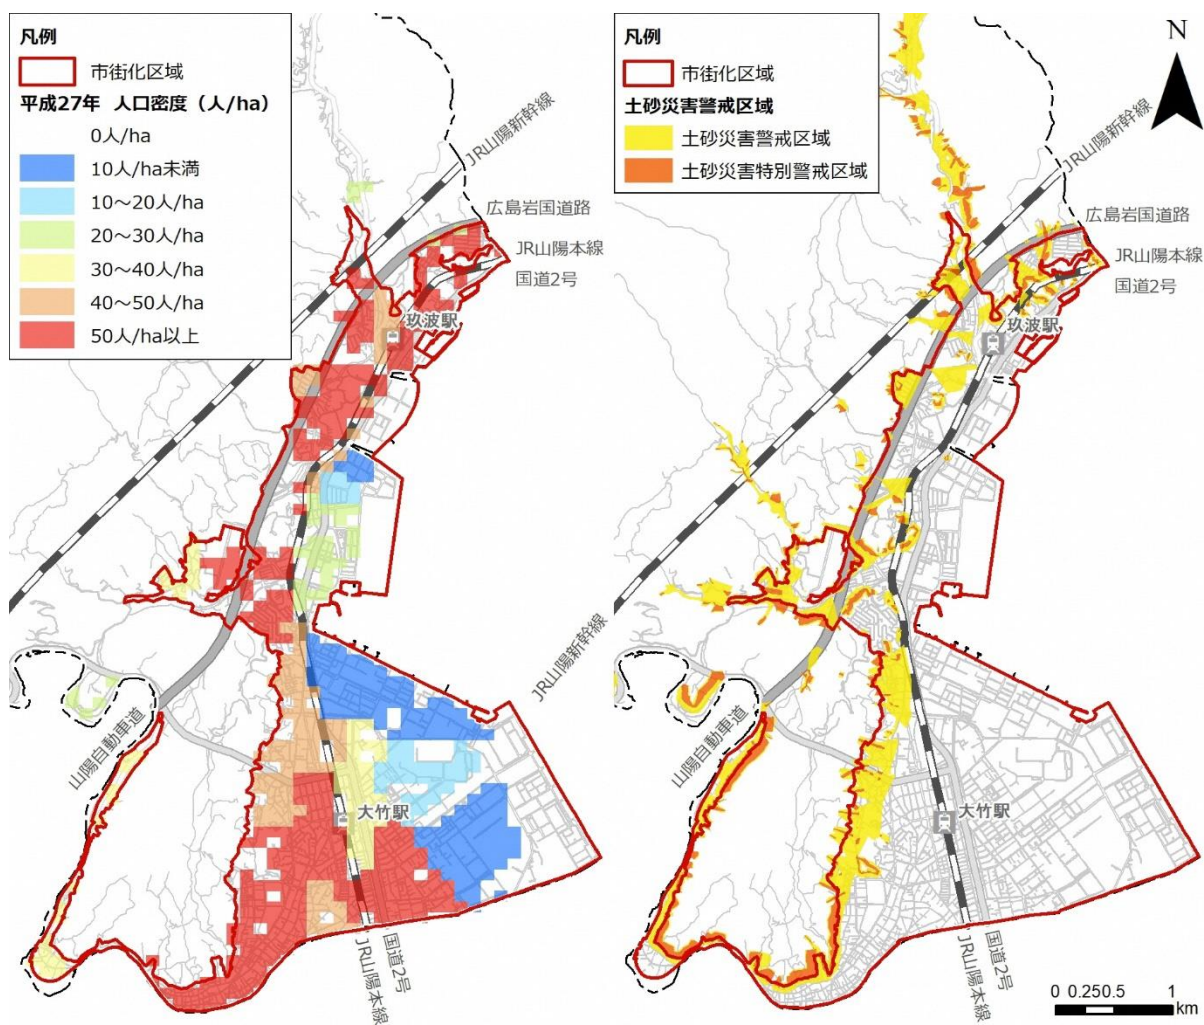 凡例
市街化区域
平成27年 人口密度（人/ha）
0人/ha
10人/ha未満
10～20人/ha
20～30人/ha
30～40人/ha
40～50人/ha
50人/ha以上
JR山陽新幹線
広島岩国道路
JR山陽本線
国道2号
玖波駅
山陽自動車道
大竹駅
国道2号
JR山陽本線
凡例
市街化区域
土砂災害警戒区域
土砂災害警戒区域
土砂災害特別警戒区域
N
JR山陽新幹線
広島岩国道路
JR山陽本線
国道2号
玖波駅
JR山陽新幹線
山陽自動車道
大竹駅
国道2号
JR山陽本線
0 0.250.5 1
km